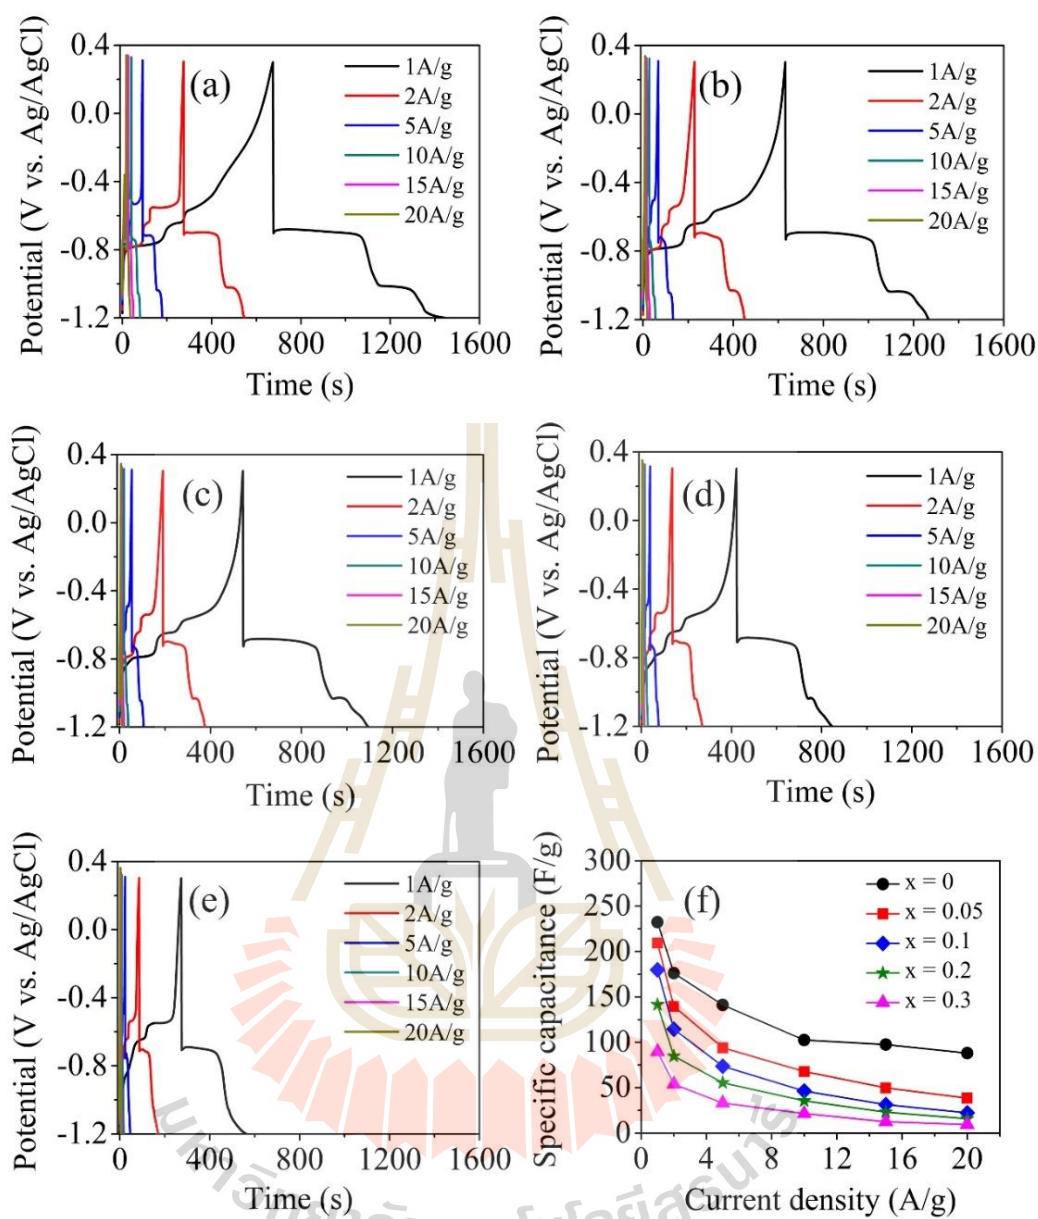 0.4
0.0
-0.4
-0.8
-1.2
Potential (V vs. Ag/AgCl)
(a)
1A/g
2A/g
5A/g
10A/g
15A/g
20A/g
0 400 800 1200 1600
Time (s)
0.4
0.0
-0.4
-0.8
-1.2
Potential (V vs. Ag/AgCl)
(b)
1A/g
2A/g
5A/g
10A/g
15A/g
20A/g
0 400 800 1200 1600
Time (s)
0.4
0.0
-0.4
-0.8
-1.2
Potential (V vs. Ag/AgCl)
(c)
1A/g
2A/g
5A/g
10A/g
15A/g
20A/g
0 400 800 1200 1600
Time (s)
0.4
0.0
-0.4
-0.8
-1.2
Potential (V vs. Ag/AgCl)
(d)
1A/g
2A/g
5A/g
10A/g
15A/g
20A/g
0 400 800 1200 1600
Time (s)
0.4
0.0
-0.4
-0.8
-1.2
Potential (V vs. Ag/AgCl)
(e)
1A/g
2A/g
5A/g
10A/g
15A/g
20A/g
0 400 800 1200 1600
Time (s)
300
250
200
150
100
50
0
Specific capacitance (F/g)
(f)
x = 0
x = 0.05
x = 0.1
x = 0.2
x = 0.3
0 4 8 12 16 20
Current density (A/g)